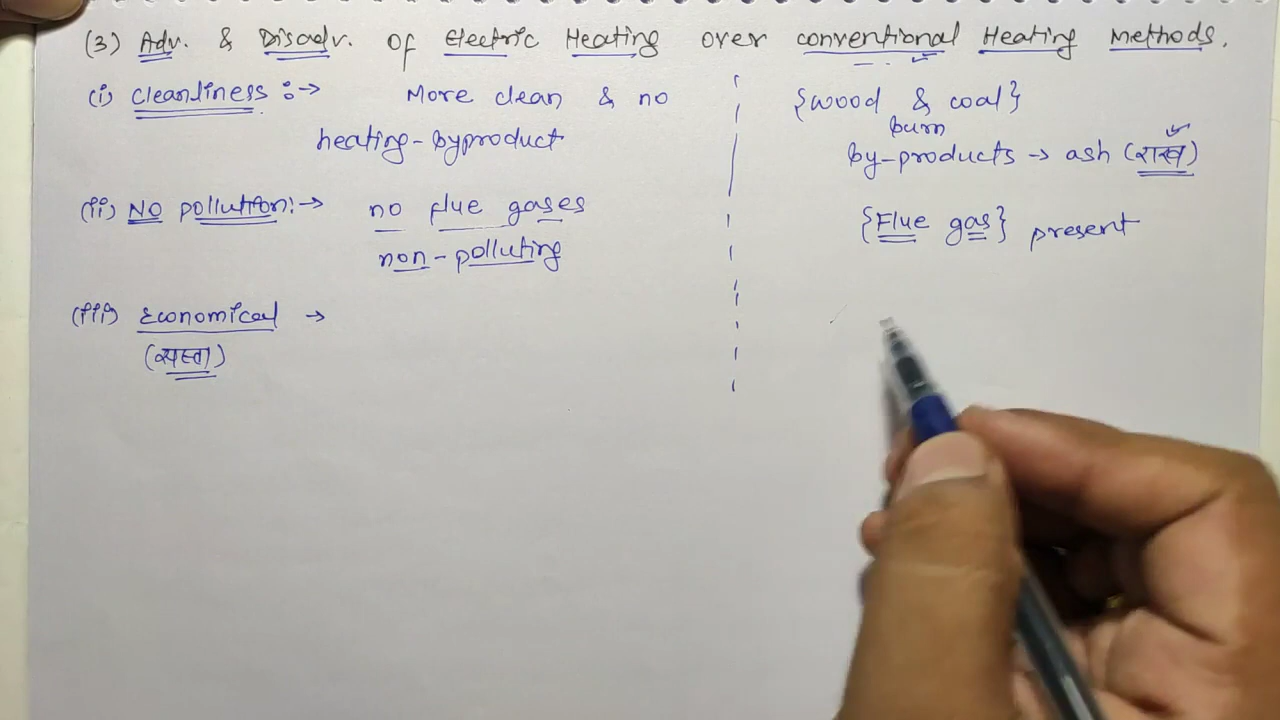 (3) Adv. & Disadv. of Electric Heating over conventional Heating Methods.
(i) Cleanliness :→ More clean & no
heating-byproduct
{wood & coal}
burn
by-products → ash (राख)
(ii) NO pollution:→ no flue gases
non-polluting
{Flue gas} present
(iii) Economical →
(सस्ता)